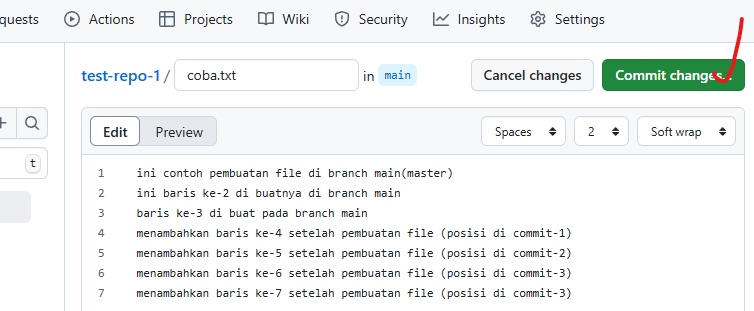 quests Actions Projects Wiki Security Insights Settings
test-repo-1 / coba.txt in main Cancel changes Commit changes...
t
Edit Preview Spaces 2 Soft wrap
1 ini contoh pembuatan file di branch main(master)
2 ini baris ke-2 di buatnya di branch main
3 baris ke-3 di buat pada branch main
4 menambahkan baris ke-4 setelah pembuatan file (posisi di commit-1)
5 menambahkan baris ke-5 setelah pembuatan file (posisi di commit-2)
6 menambahkan baris ke-6 setelah pembuatan file (posisi di commit-3)
7 menambahkan baris ke-7 setelah pembuatan file (posisi di commit-3)